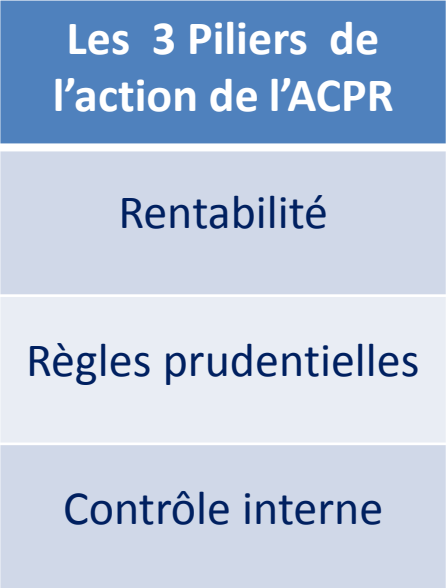 Les 3 Piliers de
l’action de l’ACPR
Rentabilité
Règles prudentielles
Contrôle interne